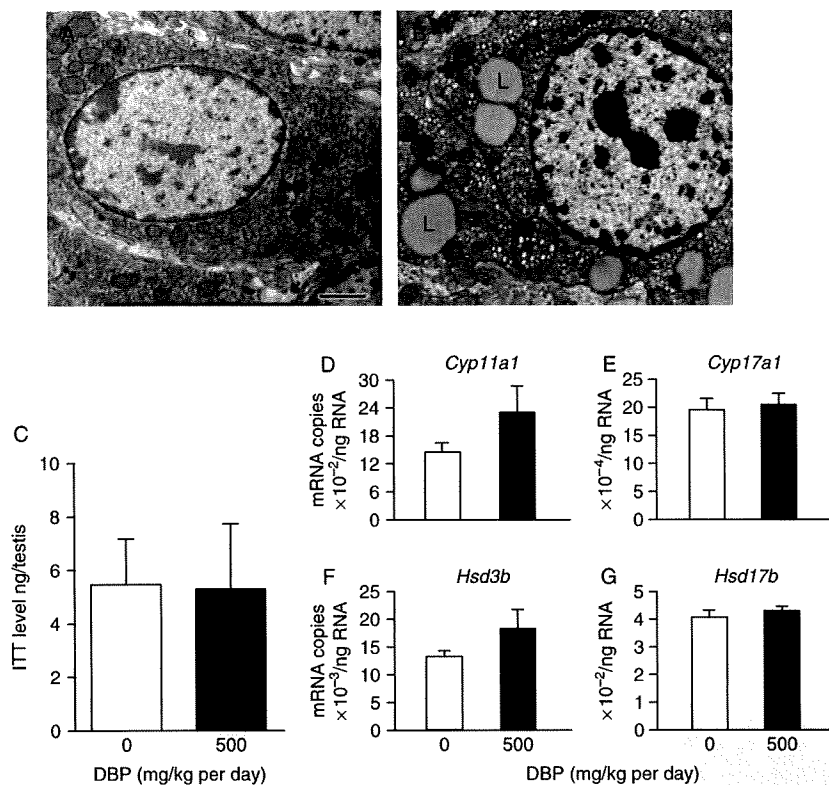 A
B
L
L
C
10
8
6
4
2
0
ITT level ng/testis
0
500
DBP (mg/kg per day)
D
Cyp11a1
30
24
18
12
6
0
mRNA copies
×10⁻²/ng RNA
E
Cyp17a1
25
20
15
10
5
0
×10⁻⁴/ng RNA
F
Hsd3b
25
20
15
10
5
0
mRNA copies
×10⁻³/ng RNA
0
500
G
Hsd17b
5
4
3
2
1
0
×10⁻²/ng RNA
0
500
DBP (mg/kg per day)